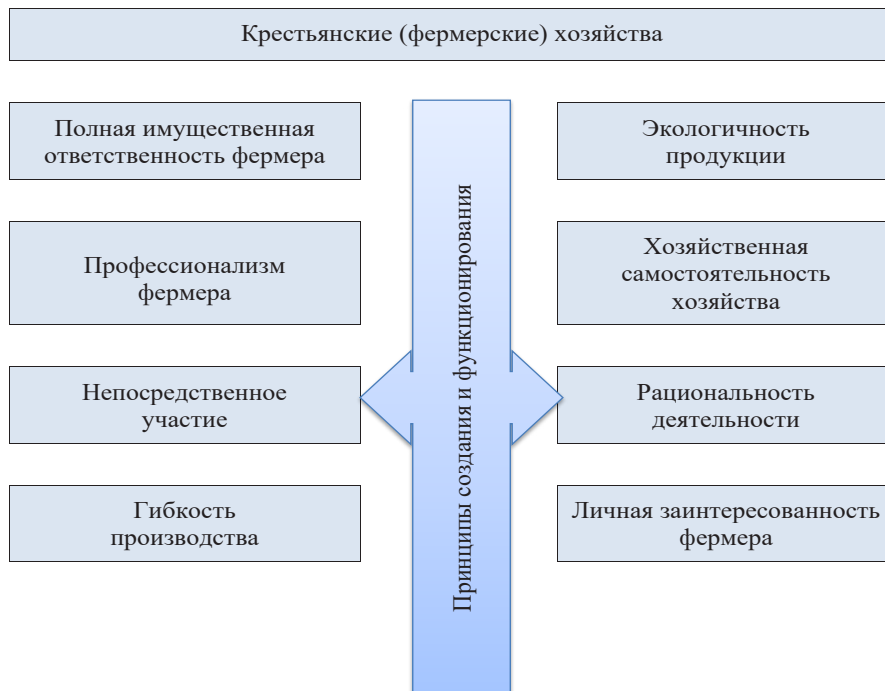 Крестьянские (фермерские) хозяйства
Полная имущественная
ответственность фермера
Профессионализм
фермера
Непосредственное
участие
Гибкость
производства
Принципы создания и функционирования
Экологичность
продукции
Хозяйственная
самостоятельность
хозяйства
Рациональность
деятельности
Личная заинтересованность
фермера